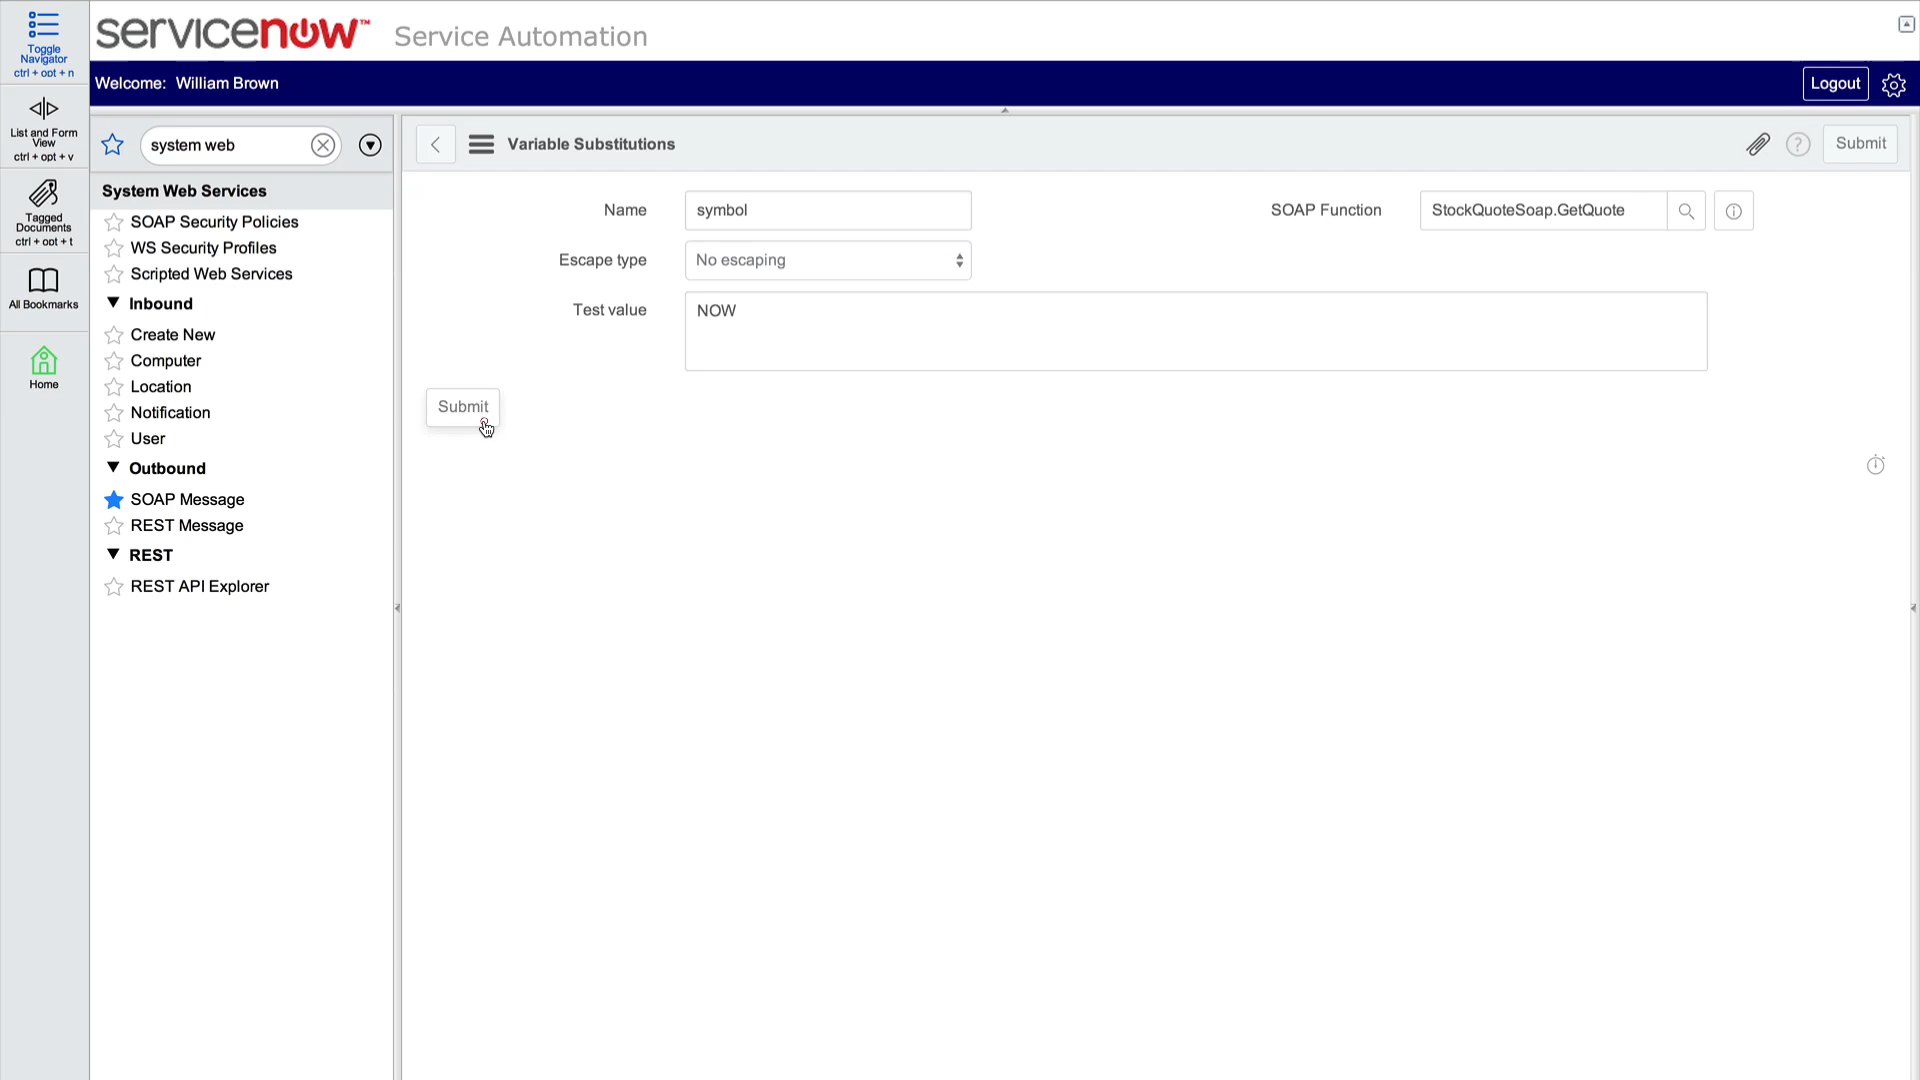 Toggle
Navigator
ctrl + opt + n
List and Form
View
ctrl + opt + v
Tagged
Documents
ctrl + opt + t
All Bookmarks
Home
servicenow™ Service Automation
Welcome: William Brown
Logout
system web
System Web Services
SOAP Security Policies
WS Security Profiles
Scripted Web Services
Inbound
Create New
Computer
Location
Notification
User
Outbound
SOAP Message
REST Message
REST
REST API Explorer
Variable Substitutions
Submit
Name symbol
SOAP Function StockQuoteSoap.GetQuote
Escape type No escaping
Test value NOW
Submit